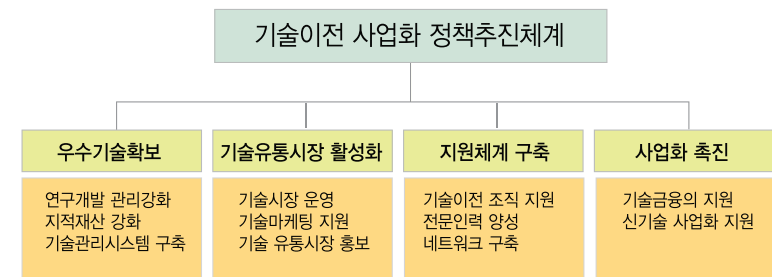 기술이전 사업화 정책추진체계
우수기술확보
기술유통시장 활성화
지원체계 구축
사업화 촉진
연구개발 관리강화
지적재산 강화
기술관리시스템 구축
기술시장 운영
기술마케팅 지원
기술 유통시장 홍보
기술이전 조직 지원
전문인력 양성
네트워크 구축
기술금융의 지원
신기술 사업화 지원